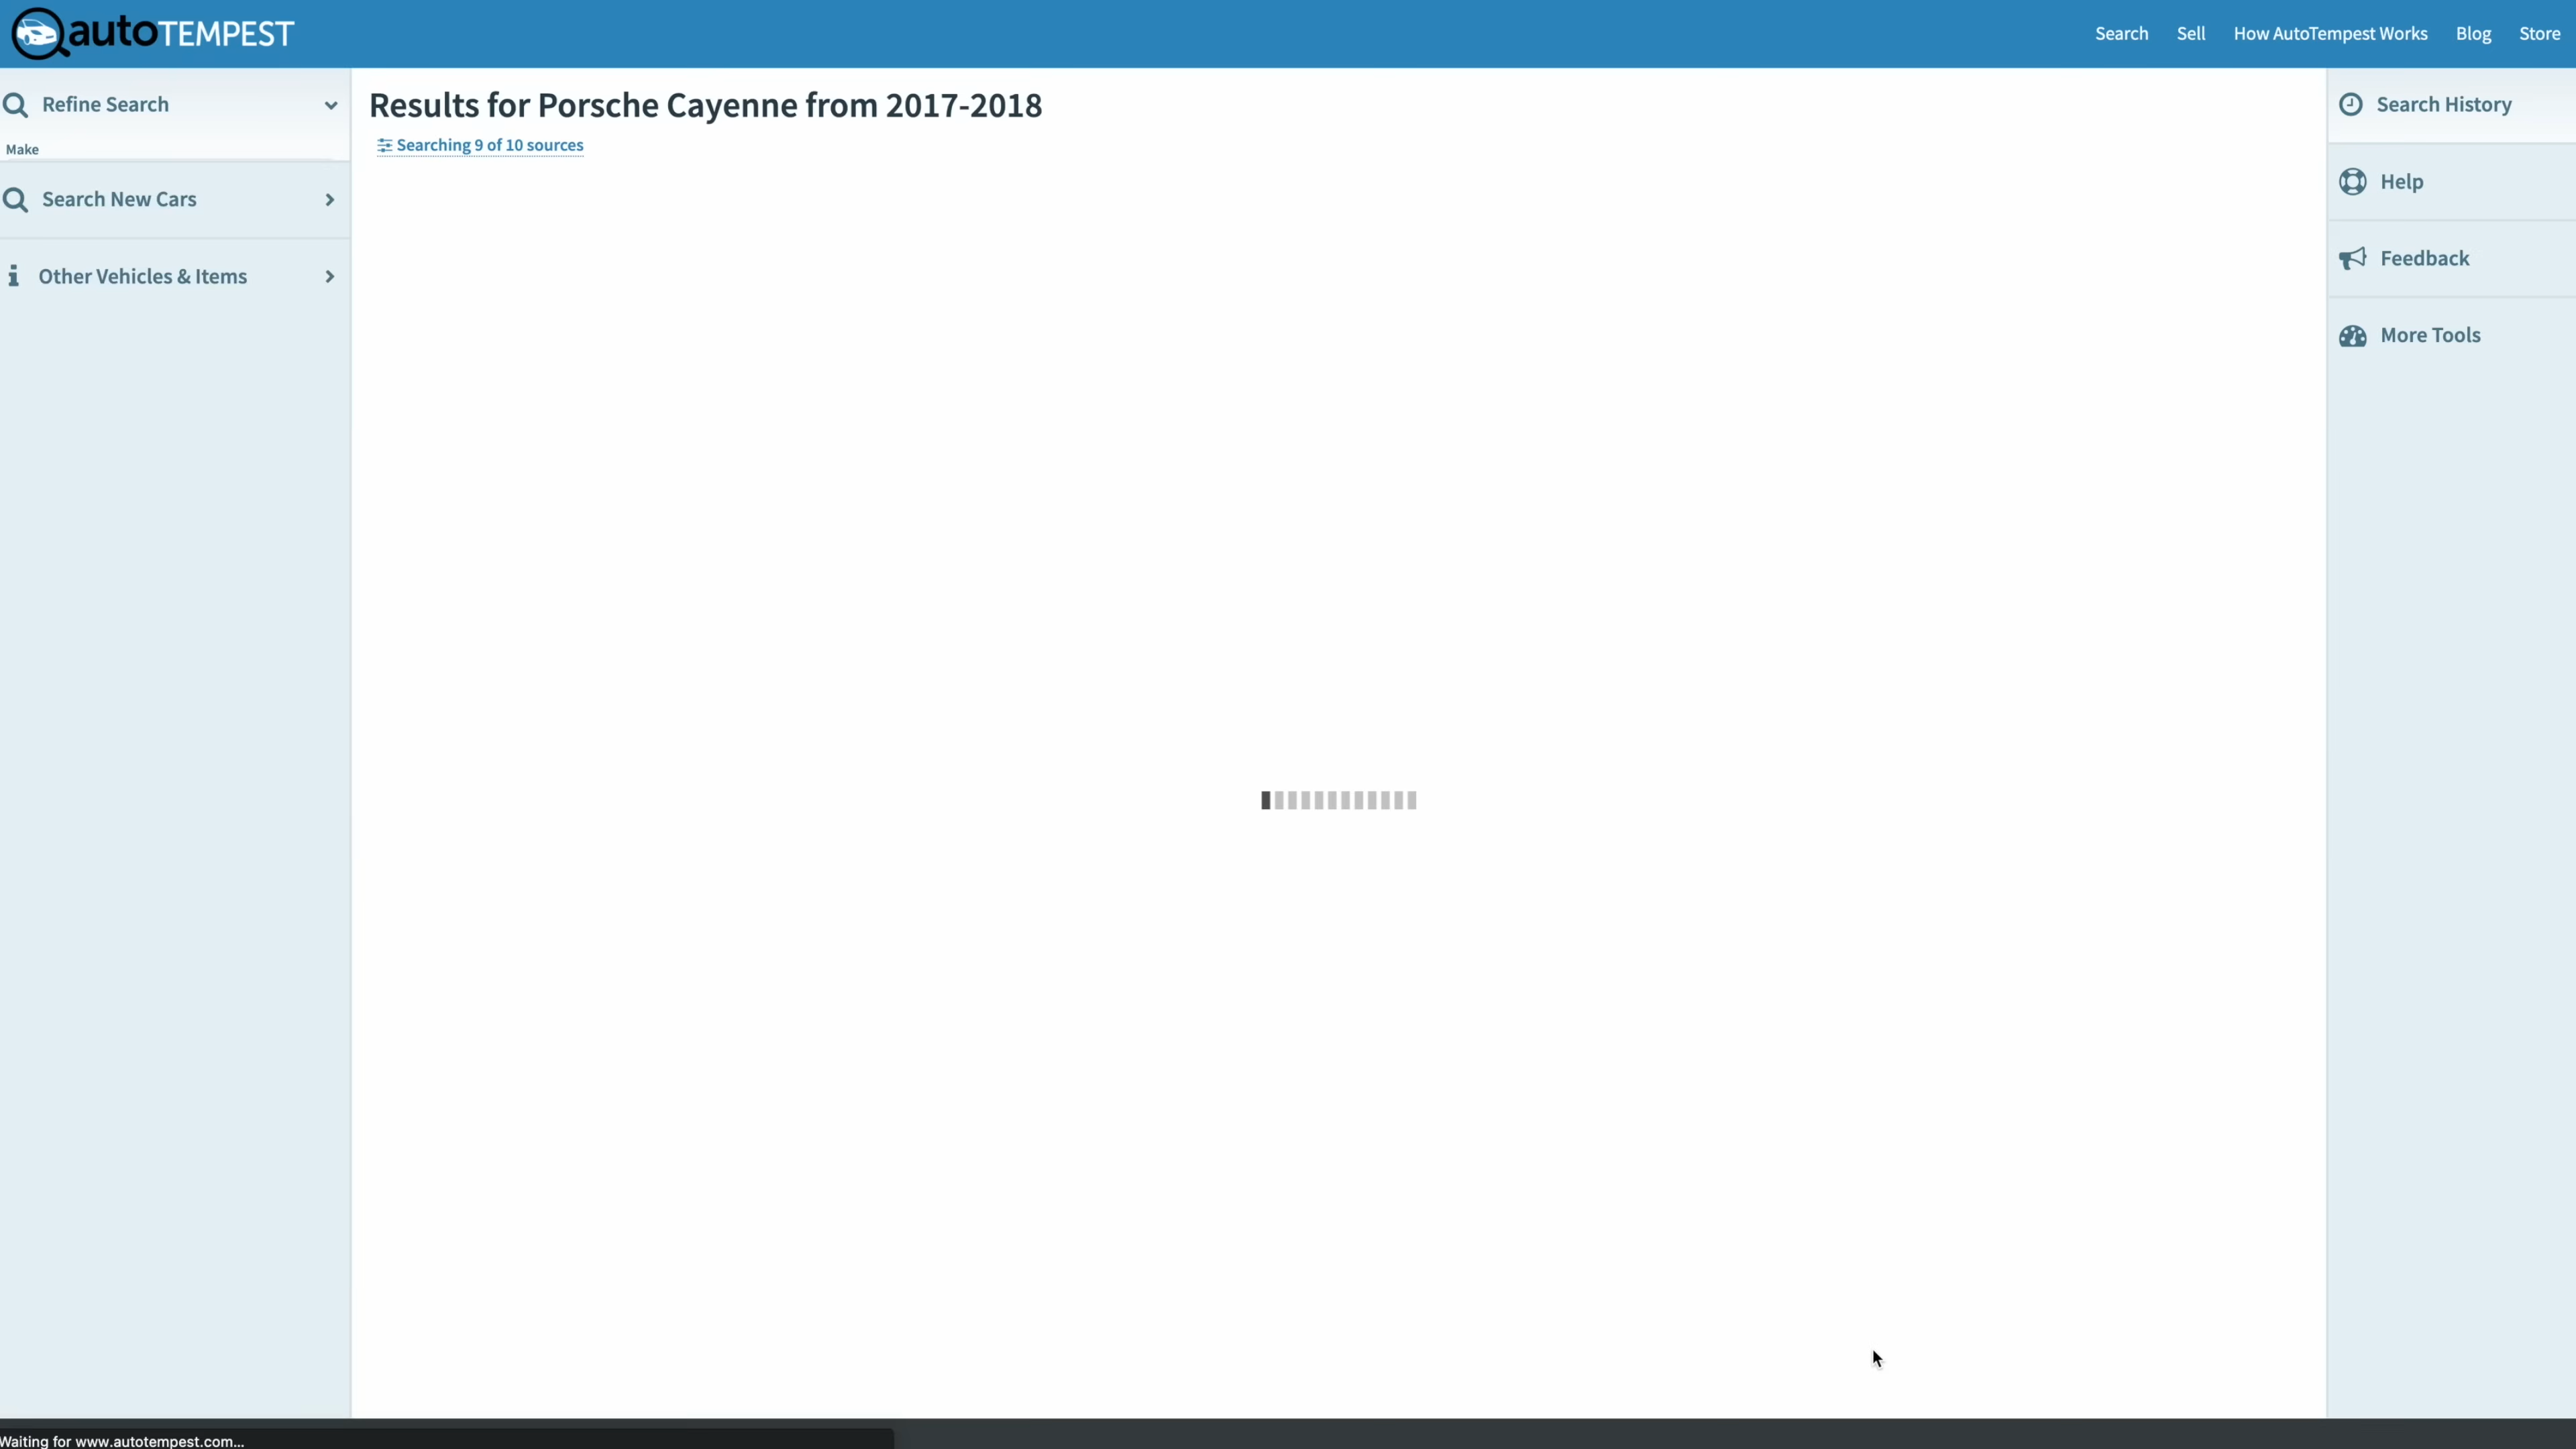 autoTEMPEST
Search Sell How AutoTempest Works Blog Store
Refine Search
Make
Search New Cars
Other Vehicles & Items
Results for Porsche Cayenne from 2017-2018
Searching 9 of 10 sources
Search History
Help
Feedback
More Tools
Waiting for www.autotempest.com...